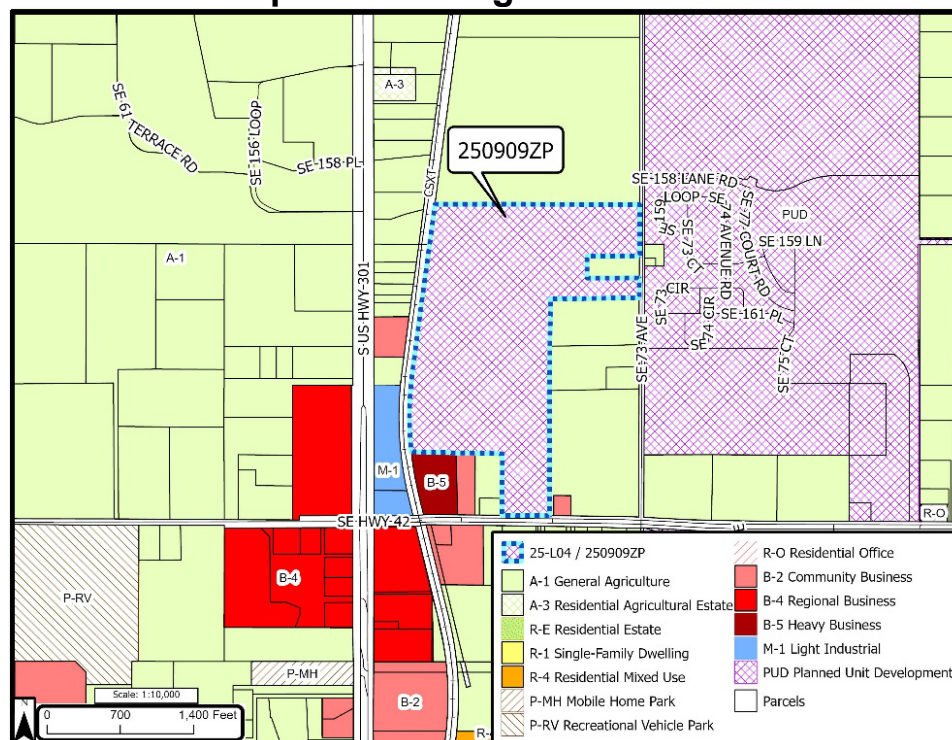 A-3
SE 61 TERRACE RD
SE 156 LOOP
SE 158 PL
CSXT
250909ZP
SE 158 LANE RD
LOOP
SE
159
SE
SE 73 CT
SE 74 AVENUE RD
SE 77 COURT RD
PUD
SE 159 LN
A-1
S US HWY 301
SE 73
CIR
SE 74 CIR
SE 161 PL
SE
SE 75 CT
SE 73 AVE
M-1
B-5
SE HWY 42
E
R-O
B-4
P-RV
P-MH
B-2
R-
Scale: 1:10,000
N
0 700 1,400 Feet
25-L04 / 250909ZP
A-1 General Agriculture
A-3 Residential Agricultural Estate
R-E Residential Estate
R-1 Single-Family Dwelling
R-4 Residential Mixed Use
P-MH Mobile Home Park
P-RV Recreational Vehicle Park
R-O Residential Office
B-2 Community Business
B-4 Regional Business
B-5 Heavy Business
M-1 Light Industrial
PUD Planned Unit Development
Parcels